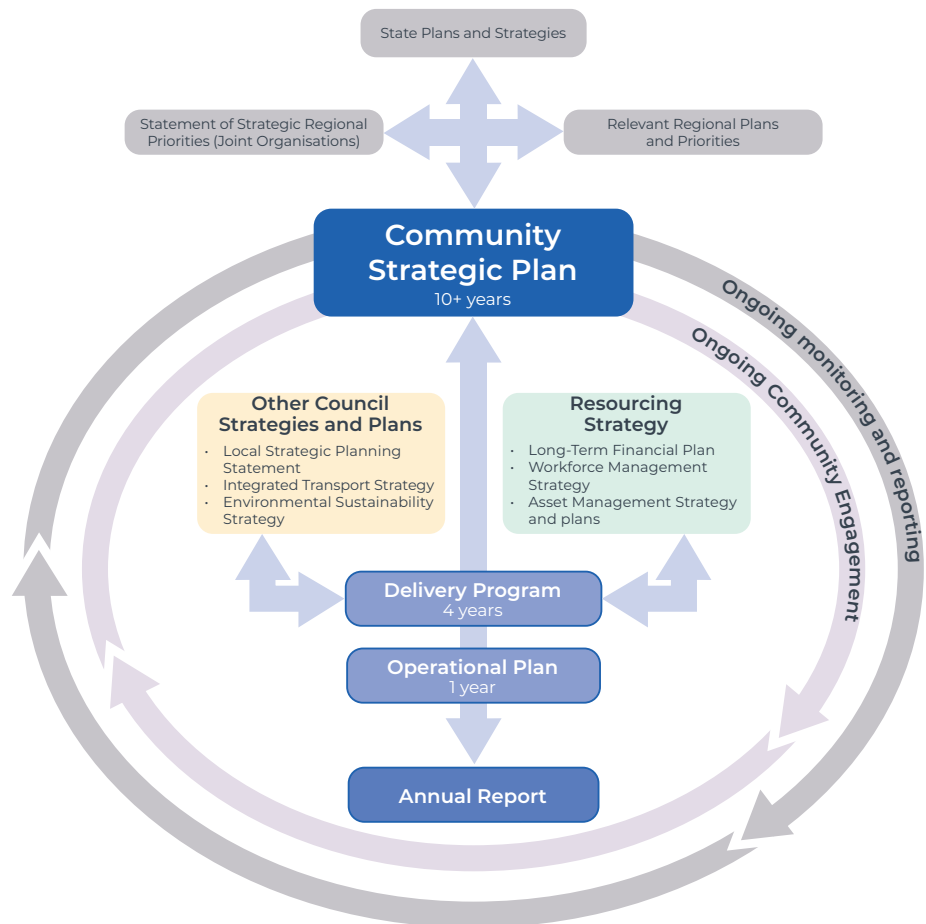 State Plans and Strategies
Statement of Strategic Regional
Priorities (Joint Organisations)
Relevant Regional Plans
and Priorities
Community
Strategic Plan
10+ years
Ongoing monitoring and reporting
Ongoing Community Engagement
Other Council
Strategies and Plans
• Local Strategic Planning
Statement
• Integrated Transport Strategy
• Environmental Sustainability
Strategy
Resourcing
Strategy
• Long-Term Financial Plan
• Workforce Management
Strategy
• Asset Management Strategy
and plans
Delivery Program
4 years
Operational Plan
1 year
Annual Report